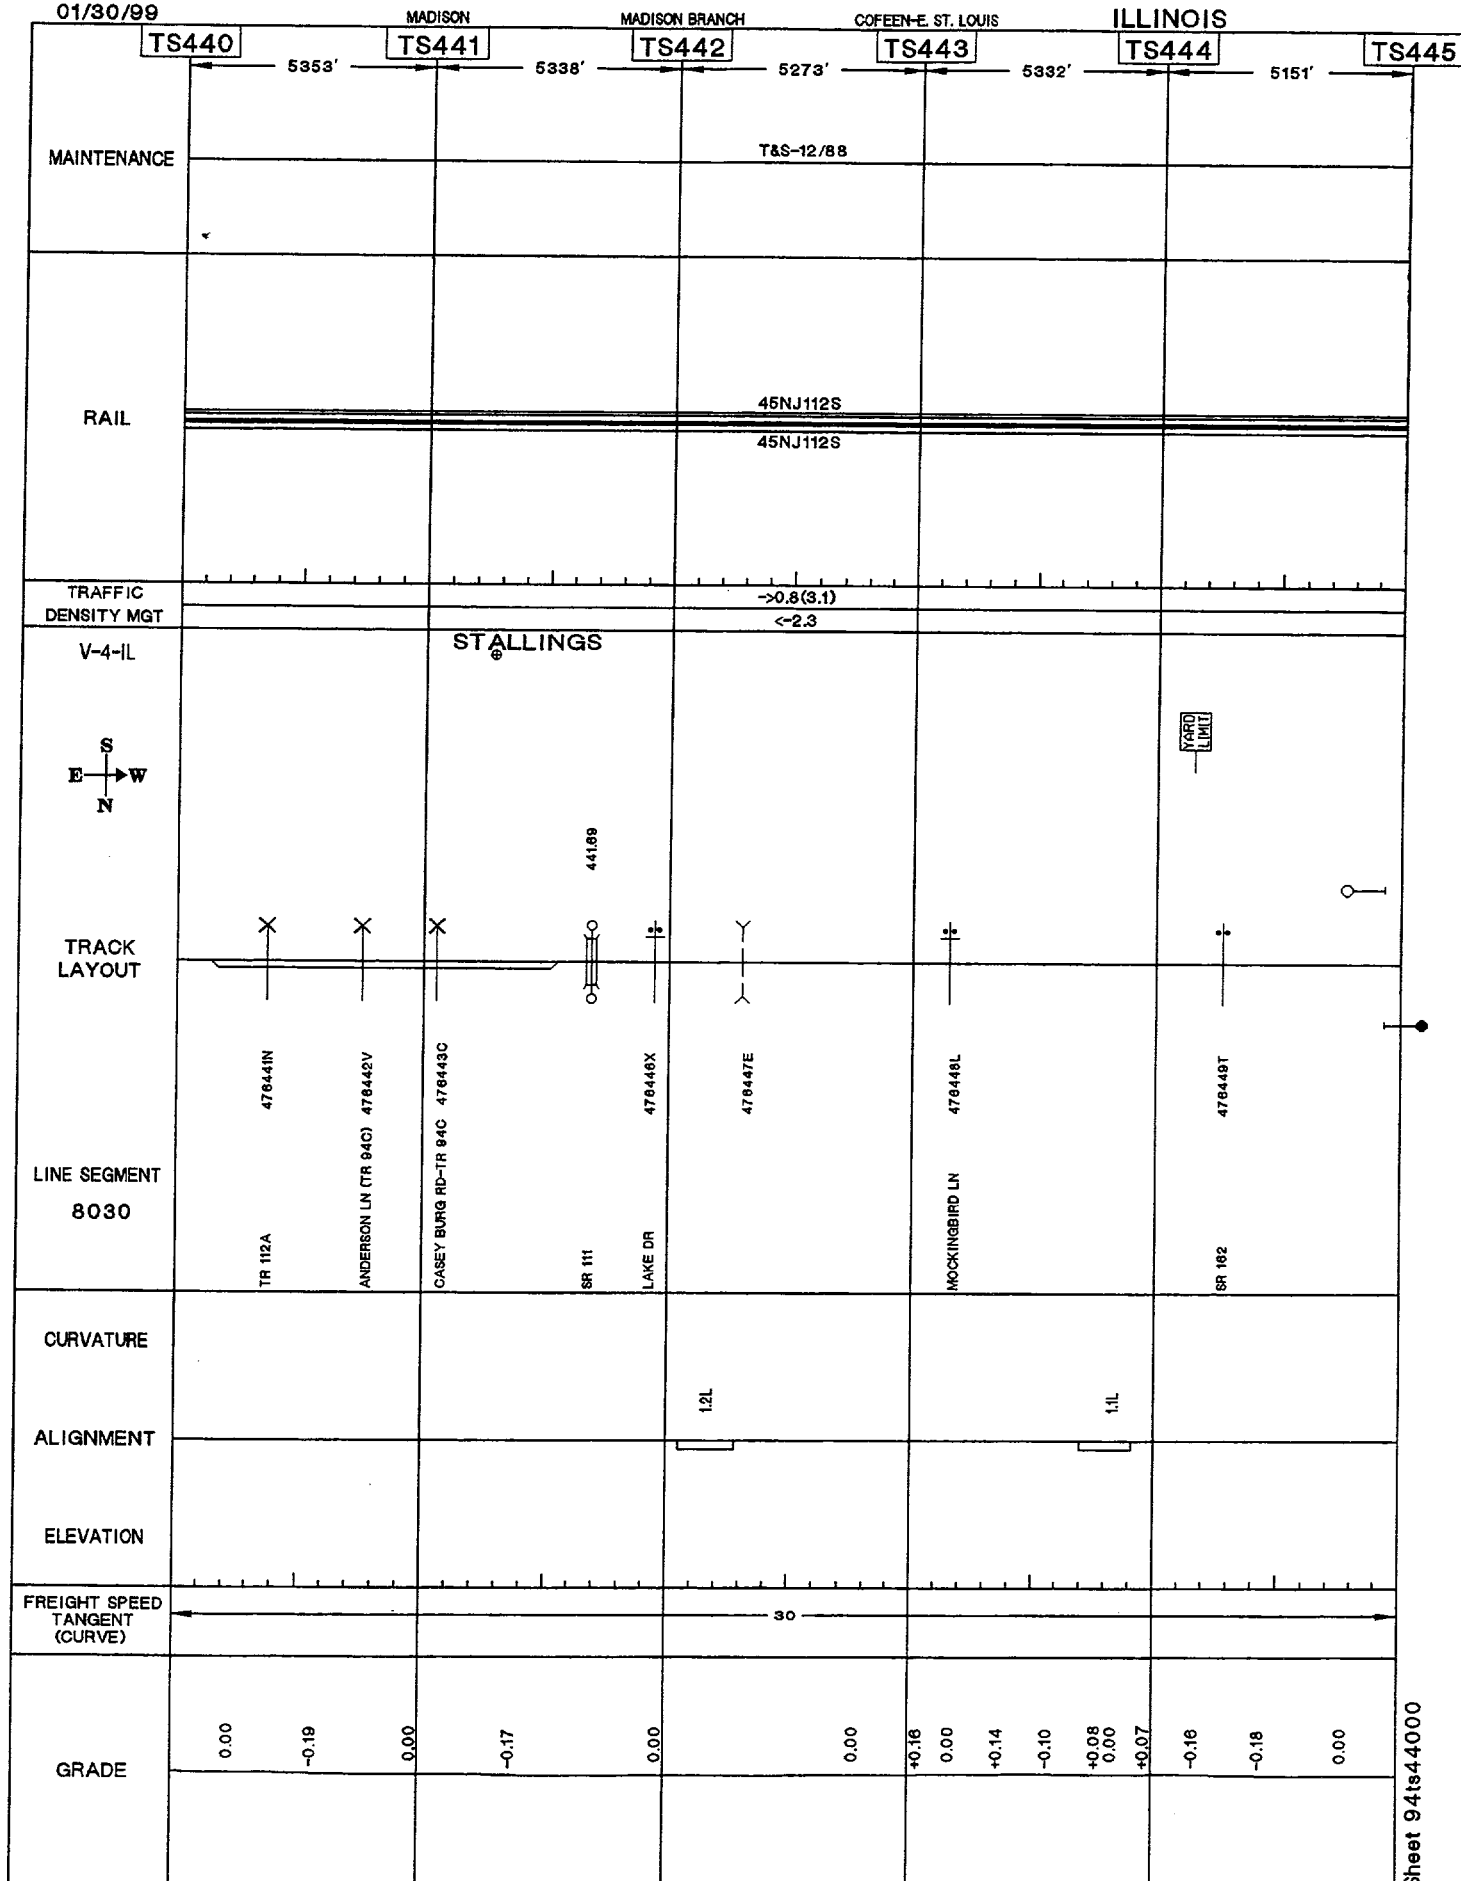 01/30/99
MADISON
MADISON BRANCH
COFEEN-E. ST. LOUIS
ILLINOIS
TS440
TS441
TS442
TS443
TS444
TS445
5353'
5338'
5273'
5332'
5151'
MAINTENANCE
T&S-12/88
RAIL
45NJ112S
45NJ112S
TRAFFIC
DENSITY MGT
->0.8(3.1)
<-2.3
V-4-IL
STALLINGS
YARD
LIMIT
S
E W
N
441.69
TRACK
LAYOUT
476441N
476442V
476443C
476446X
476447E
476448L
476449T
LINE SEGMENT
8030
TR 112A
ANDERSON LN (TR 94C)
CASEY BURG RD-TR 94C
SR 111
LAKE DR
MOCKINGBIRD LN
SR 162
CURVATURE
1.2L
1.1L
ALIGNMENT
ELEVATION
FREIGHT SPEED
TANGENT
(CURVE)
30
GRADE
0.00
-0.19
0.00
-0.17
0.00
0.00
+0.16
0.00
+0.14
-0.10
+0.08
0.00
+0.07
-0.16
-0.18
0.00
Sheet 94ts44000